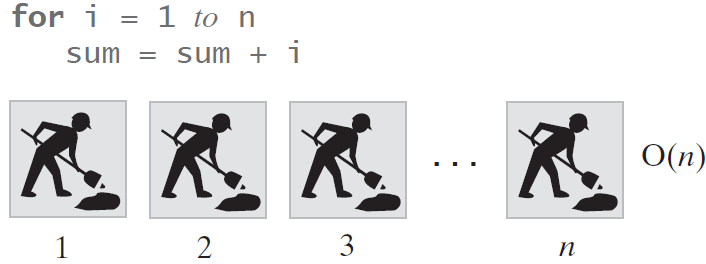 for i = 1 to n
sum = sum + i
... O(n)
1 2 3 n